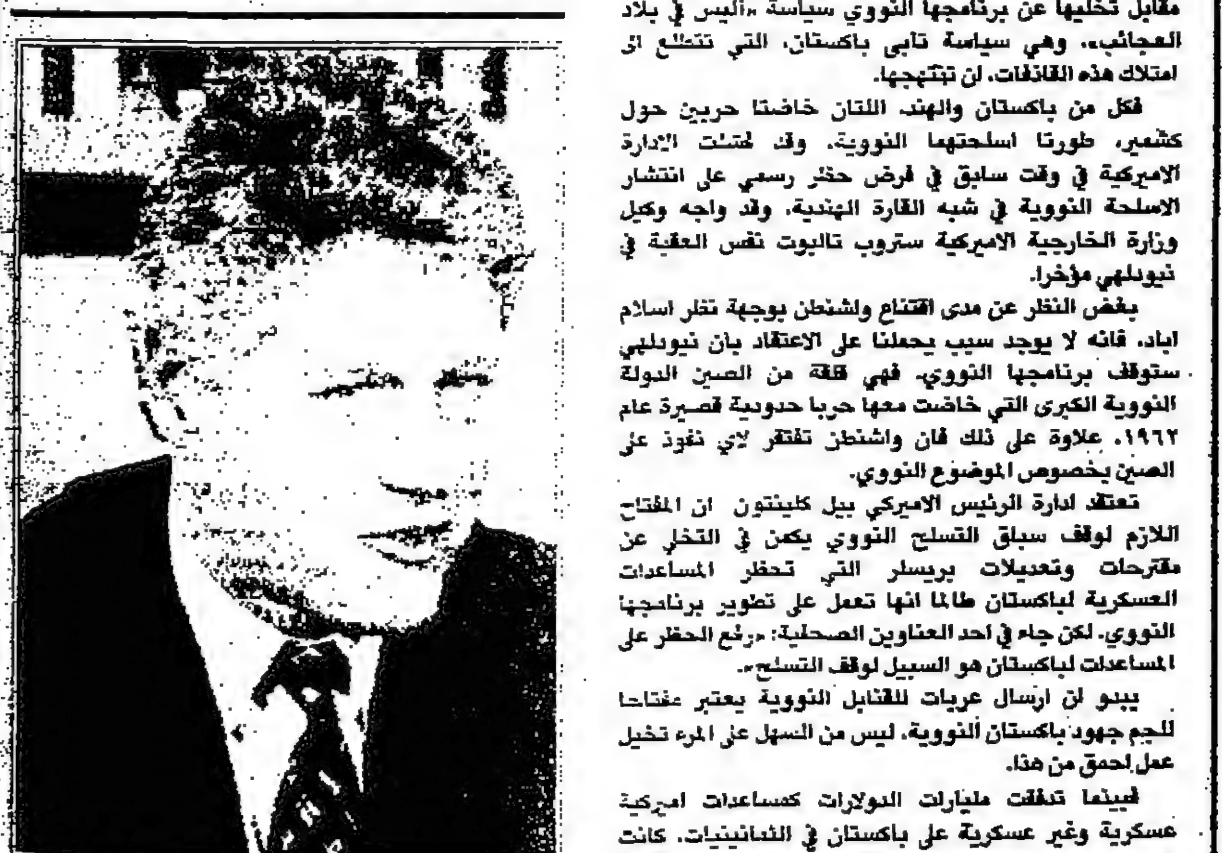 مقابل تخليها عن برنامجها النووي سياسة «اليس في بلاد
العجائب»، وهي سياسة تابى باكستان، التي تتطلع الى
امتلاك هذه القاذفات، ان تنتهجها.
فكل من باكستان والهند اللتان خاضتا حربين حول
كشمير، طورتا اسلحتهما النووية. وقد فشلت الادارة
الاميركية في وقت سابق في فرض حظر رسمي على انتشار
الاسلحة النووية في شبه القارة الهندية. وقد واجه وكيل
وزارة الخارجية الاميركية ستروب تالبوت نفس العقبة في
نيودلهي مؤخرا.
بغض النظر عن مدى اقتناع واشنطن بوجهة نظر اسلام
اباد، فانه لا يوجد سبب يحملنا على الاعتقاد بان نيودلهي
ستوقف برنامجها النووي. فهي قلقة من الصين الدولة
النووية الكبرى التي خاضت معها حربا حدودية قصيرة عام
١٩٦٢. علاوة على ذلك فان واشنطن تفتقر لاي نفوذ على
الصين بخصوص الموضوع النووي.
تعتقد ادارة الرئيس الاميركي بيل كلينتون ان المفتاح
اللازم لوقف سباق التسلح النووي يكمن في التخلي عن
مقترحات وتعديلات بريسلر التي تحظر المساعدات
العسكرية لباكستان طالما انها تعمل على تطوير برنامجها
النووي. لكن جاء في احد العناوين الصحفية: «رفع الحظر على
المساعدات لباكستان هو السبيل لوقف التسلح».
يبدو ان ارسال عربات للقنابل النووية يعتبر مفتاحا
للجم جهود باكستان النووية. ليس من السهل على المرء تخيل
عمل احمق من هذا.
فبينما تدفقت مليارات الدولارات كمساعدات اميركية
عسكرية وغير عسكرية على باكستان في الثمانينيات، كانت